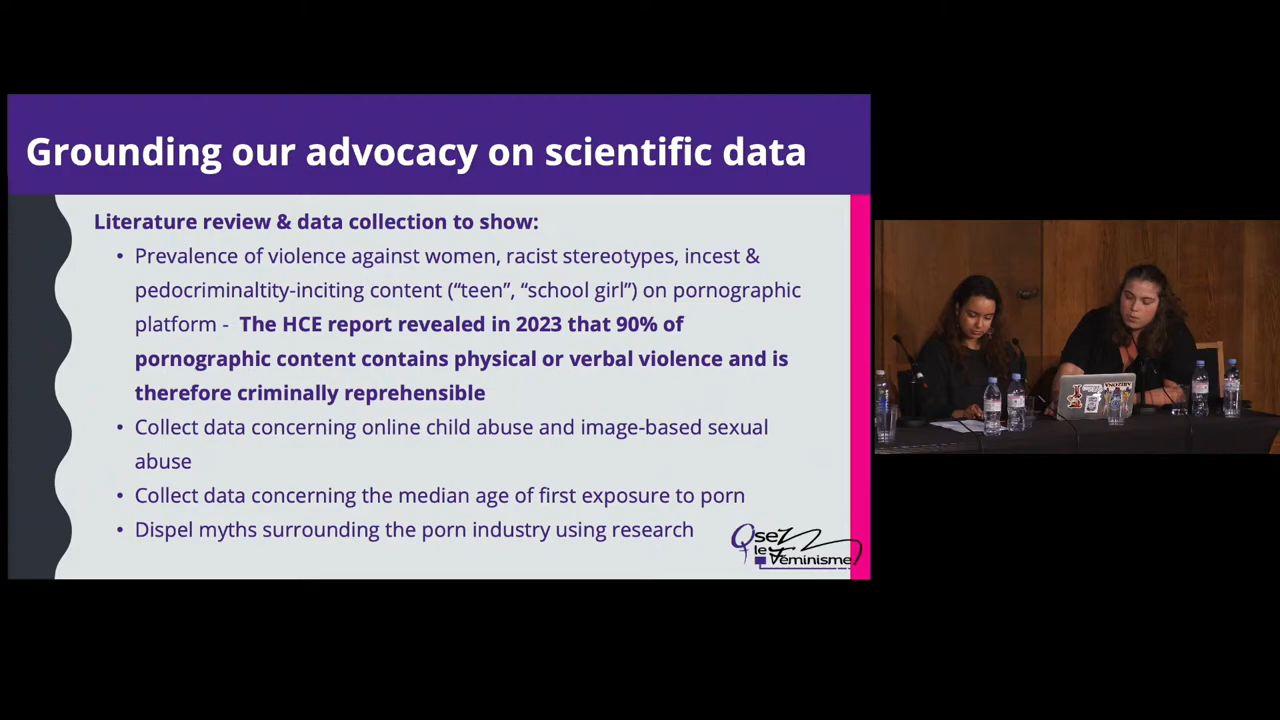 Grounding our advocacy on scientific data
Literature review & data collection to show:
• Prevalence of violence against women, racist stereotypes, incest &
pedocriminaltity-inciting content (“teen”, “school girl”) on pornographic
platform - The HCE report revealed in 2023 that 90% of
pornographic content contains physical or verbal violence and is
therefore criminally reprehensible
• Collect data concerning online child abuse and image-based sexual
abuse
• Collect data concerning the median age of first exposure to porn
• Dispel myths surrounding the porn industry using research
Osez
le Féminisme